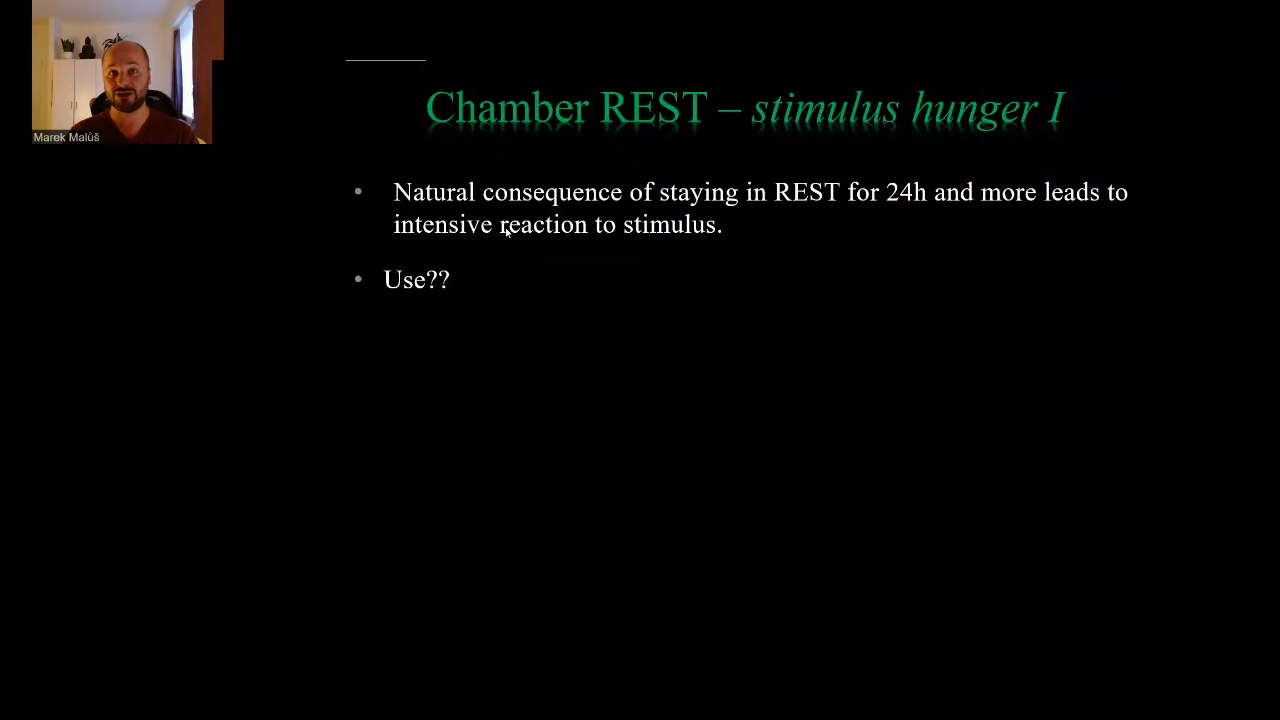 Marek Malůš
Chamber REST – stimulus hunger I
• Natural consequence of staying in REST for 24h and more leads to
intensive reaction to stimulus.
• Use??